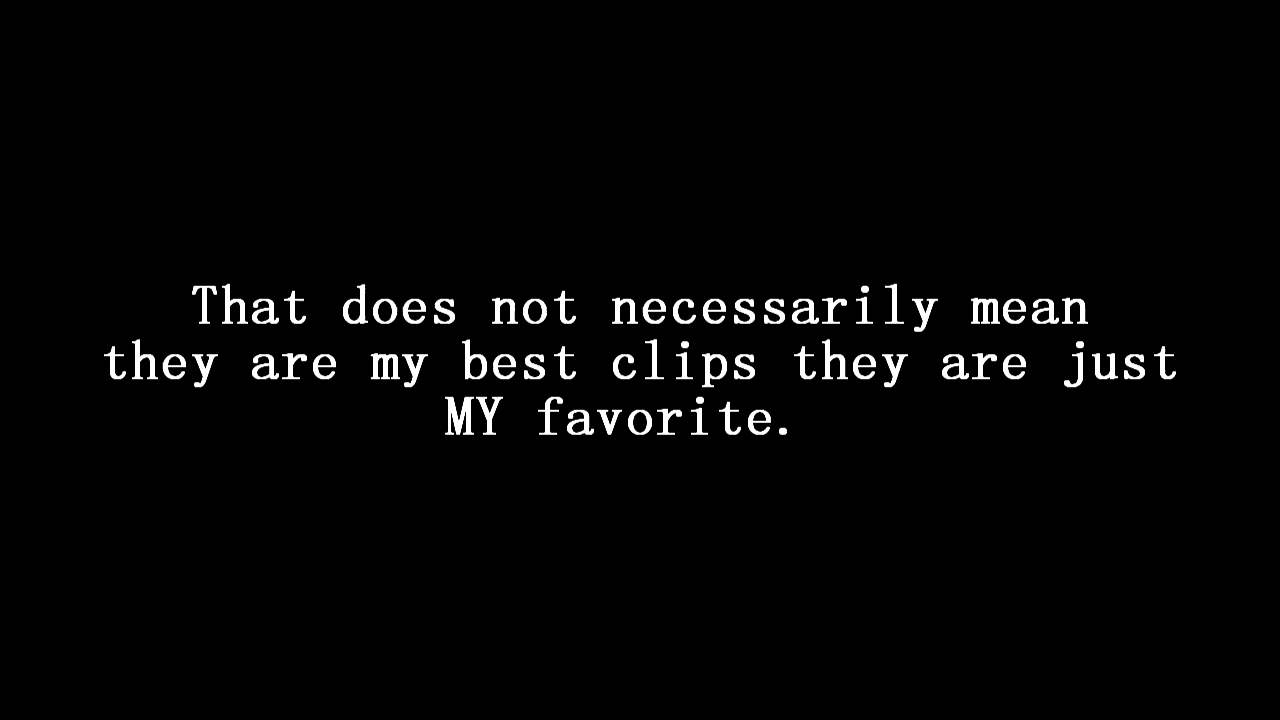 That does not necessarily mean
they are my best clips they are just
MY favorite.